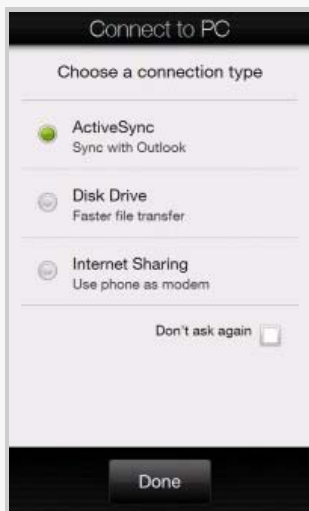 Connect to PC
Choose a connection type
ActiveSync
Sync with Outlook
Disk Drive
Faster file transfer
Internet Sharing
Use phone as modem
Don't ask again
Done